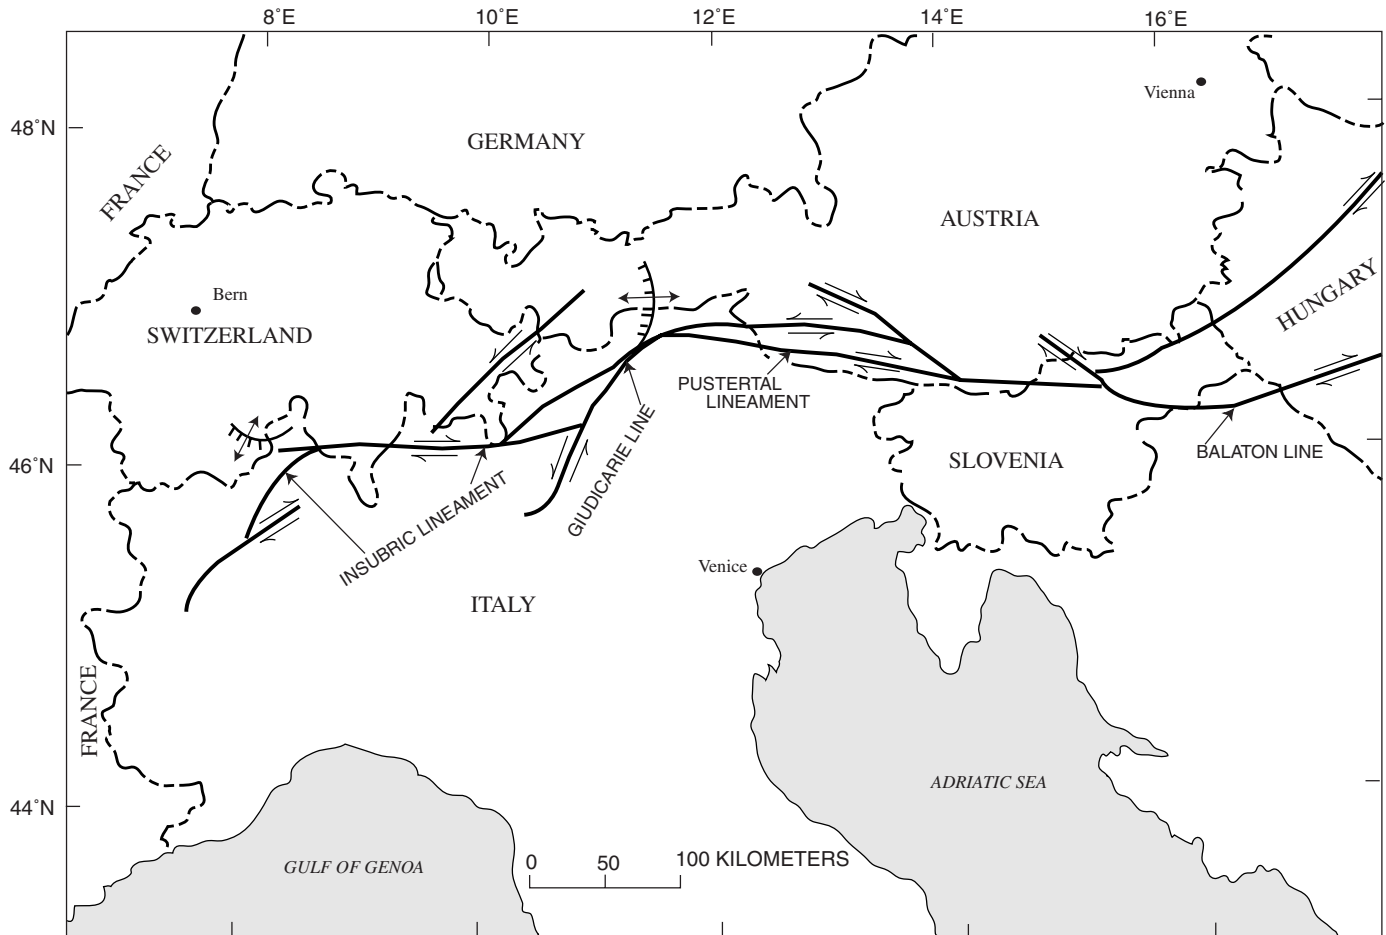 8°E 10°E 12°E 14°E 16°E
48°N
46°N
44°N
Vienna
GERMANY
FRANCE
AUSTRIA
Bern
SWITZERLAND
HUNGARY
PUSTERTAL
LINEAMENT
GIUDICARIE LINE
BALATON LINE
SLOVENIA
INSUBRIC LINEAMENT
Venice
ITALY
FRANCE
ADRIATIC SEA
GULF OF GENOA
0 50 100 KILOMETERS